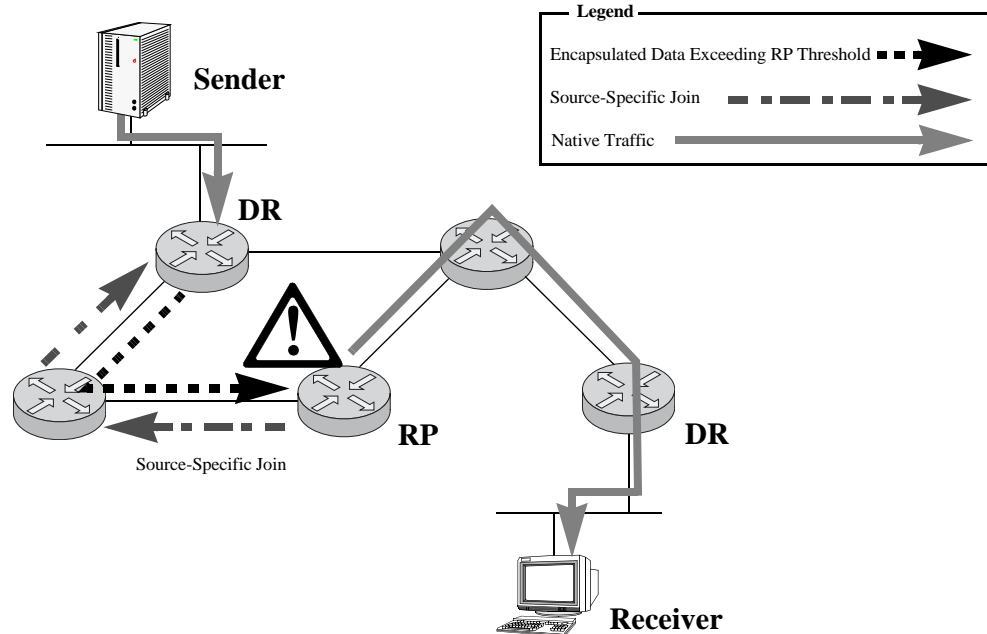 Legend
Sender
Encapsulated Data Exceeding RP Threshold
Source-Specific Join
Native Traffic
DR
!
RP
DR
Source-Specific Join
Receiver